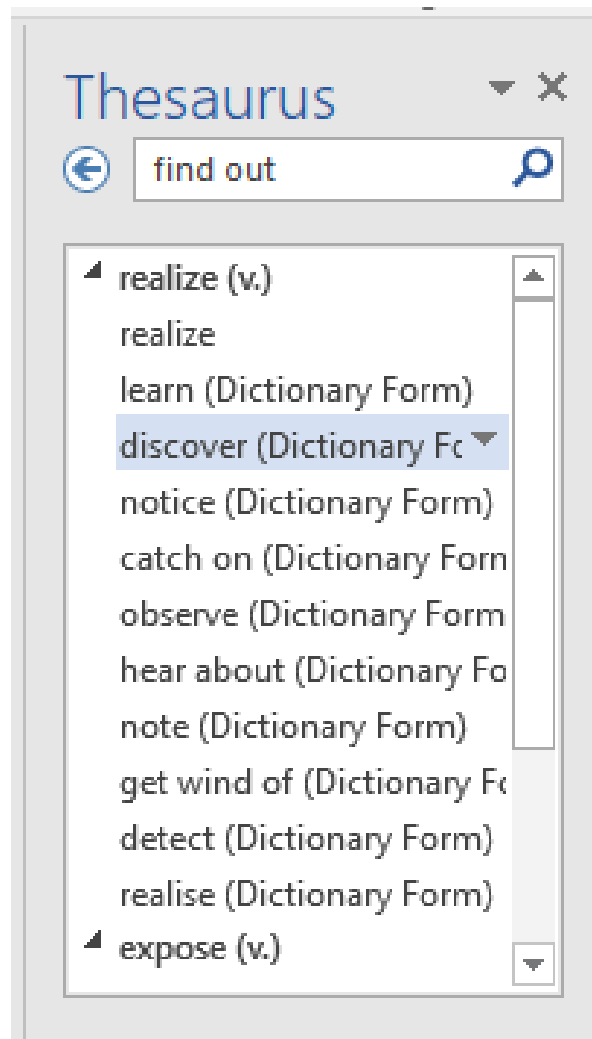 Thesaurus
find out
realize (v.)
realize
learn (Dictionary Form)
discover (Dictionary Fc
notice (Dictionary Form)
catch on (Dictionary Forn
observe (Dictionary Form
hear about (Dictionary Fo
note (Dictionary Form)
get wind of (Dictionary Fo
detect (Dictionary Form)
realise (Dictionary Form)
expose (v.)